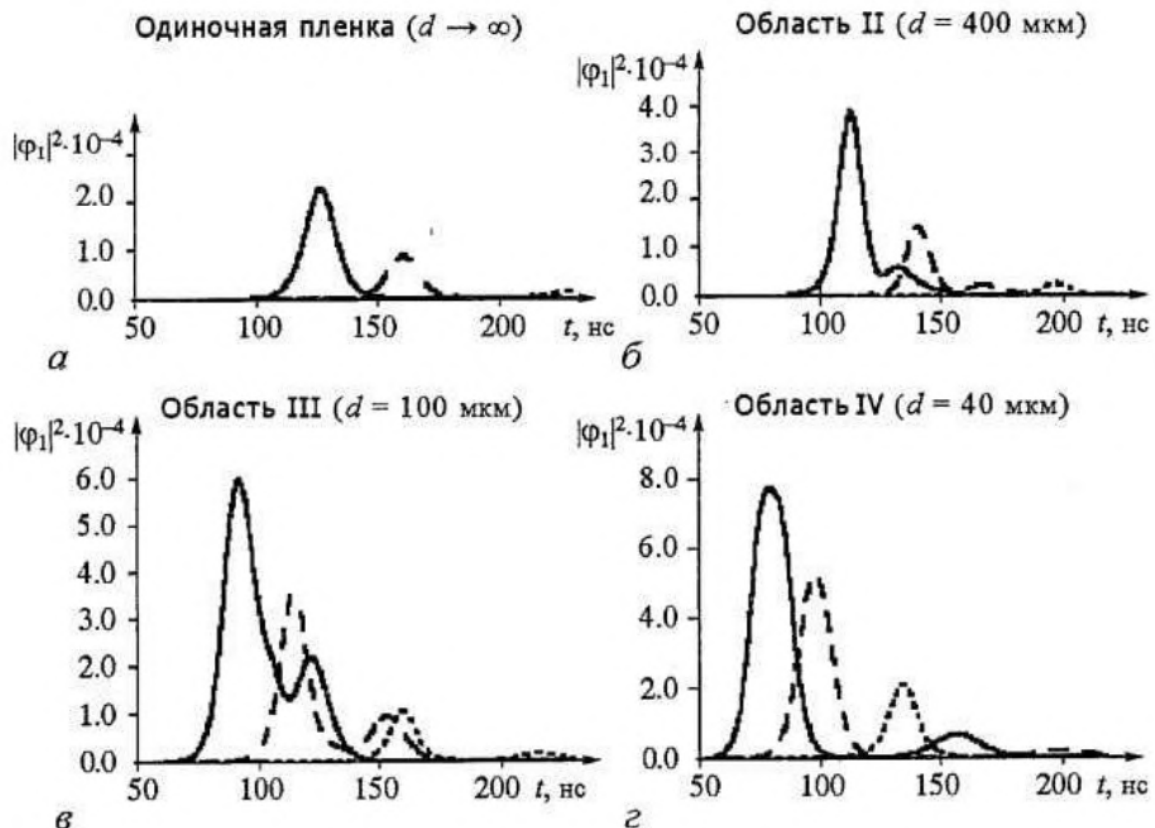 Одиночная пленка (d → ∞)
|φ₁|²·10⁻⁴
2.0
1.0
0.0
50 100 150 200 t, нс
а
Область II (d = 400 мкм)
|φ₁|²·10⁻⁴
4.0
3.0
2.0
1.0
0.0
50 100 150 200 t, нс
б
Область III (d = 100 мкм)
|φ₁|²·10⁻⁴
6.0
5.0
4.0
3.0
2.0
1.0
0.0
50 100 150 200 t, нс
в
Область IV (d = 40 мкм)
|φ₁|²·10⁻⁴
8.0
6.0
4.0
2.0
0.0
50 100 150 200 t, нс
г